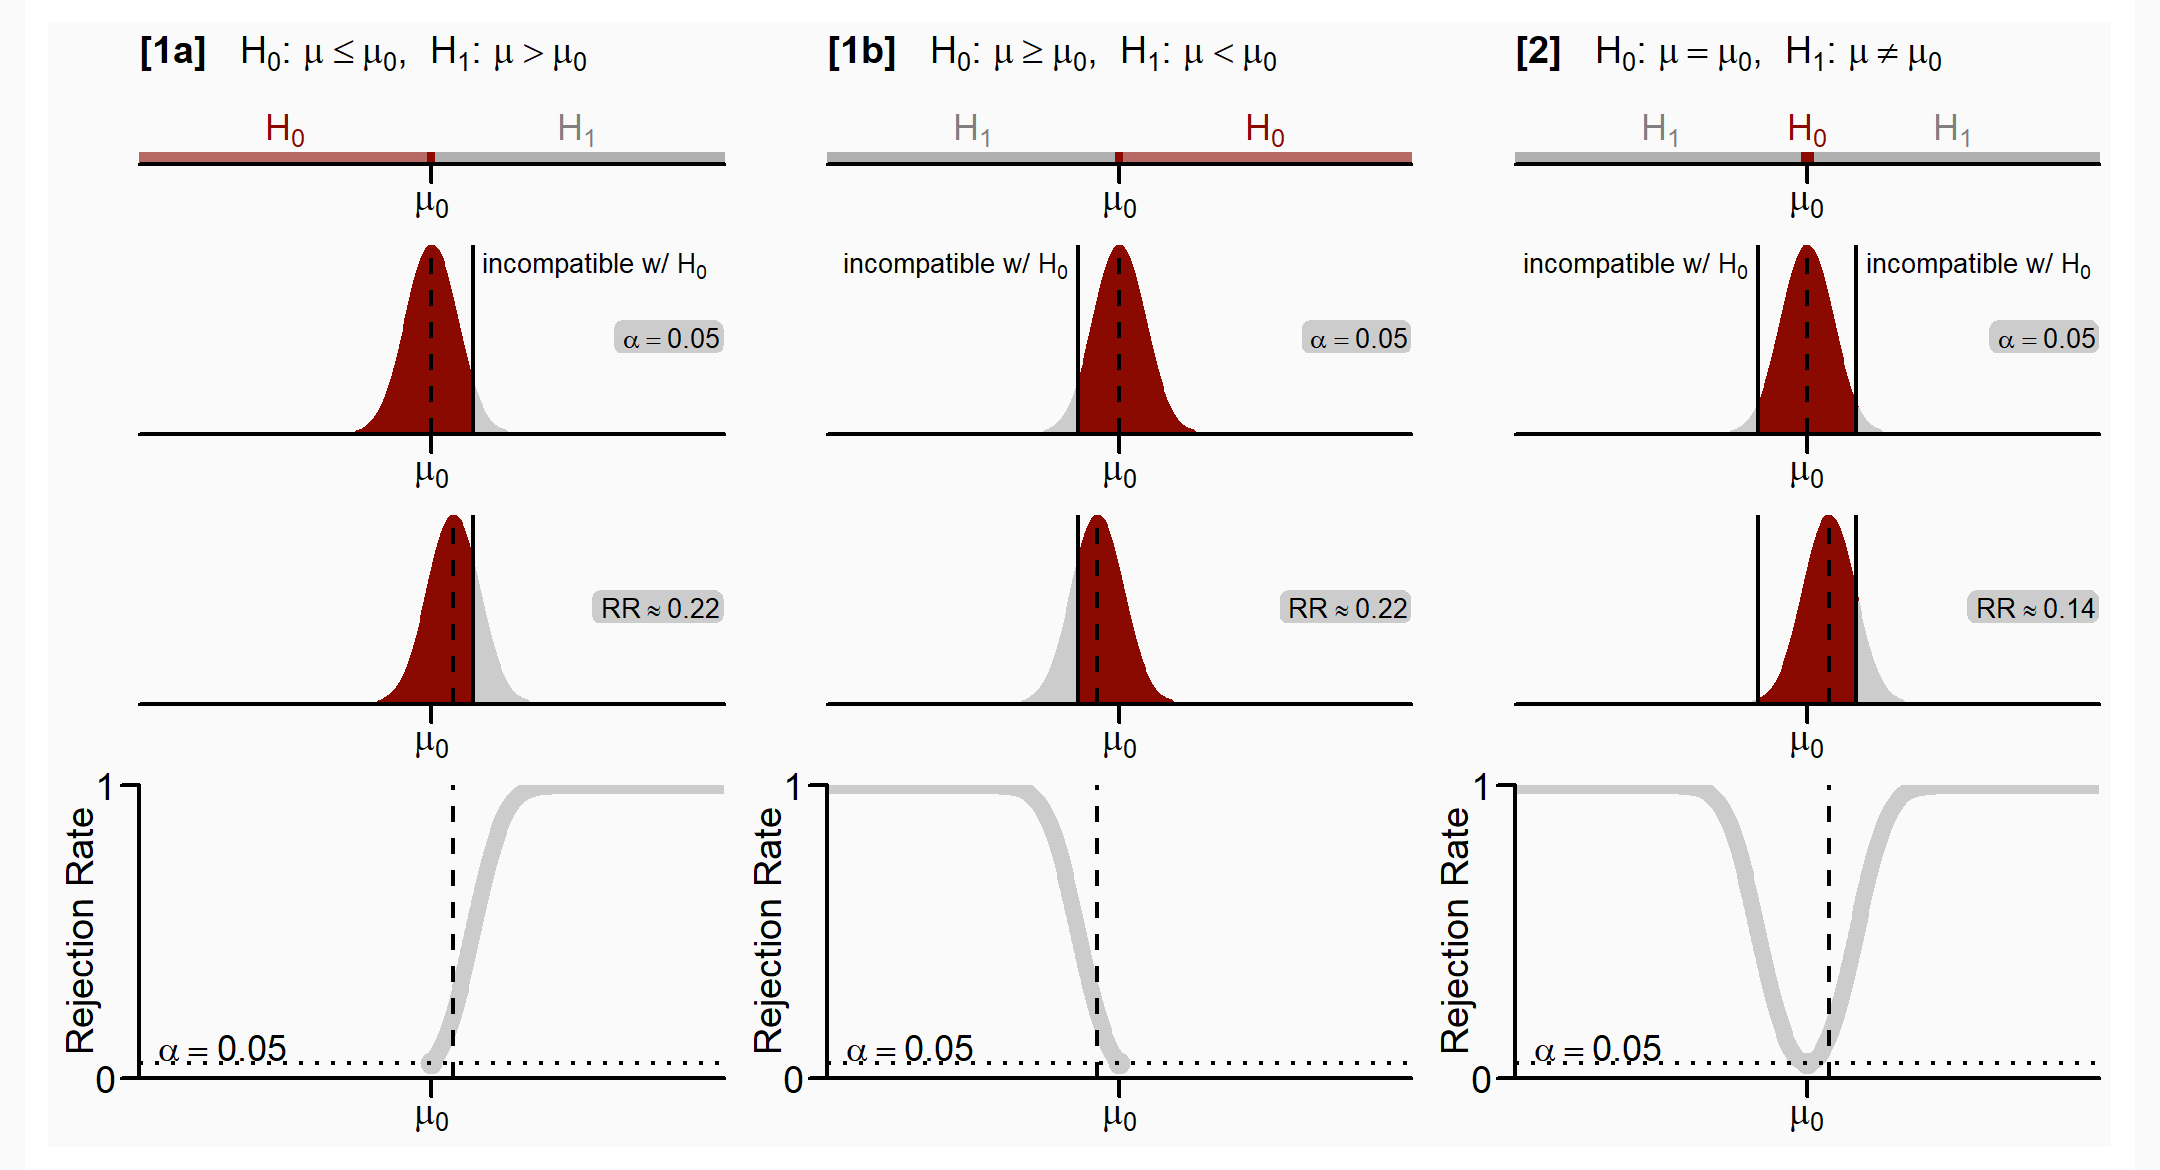 [1a] H₀: μ ≤ μ₀, H₁: μ > μ₀
H₀ H₁
μ₀
incompatible w/ H₀
α = 0.05
μ₀
RR ≈ 0.22
μ₀
1
Rejection Rate
α = 0.05
0
μ₀
[1b] H₀: μ ≥ μ₀, H₁: μ < μ₀
H₁ H₀
μ₀
incompatible w/ H₀
α = 0.05
μ₀
RR ≈ 0.22
μ₀
1
Rejection Rate
α = 0.05
0
μ₀
[2] H₀: μ = μ₀, H₁: μ ≠ μ₀
H₁ H₀ H₁
μ₀
incompatible w/ H₀ incompatible w/ H₀
α = 0.05
μ₀
RR ≈ 0.14
μ₀
1
Rejection Rate
α = 0.05
0
μ₀